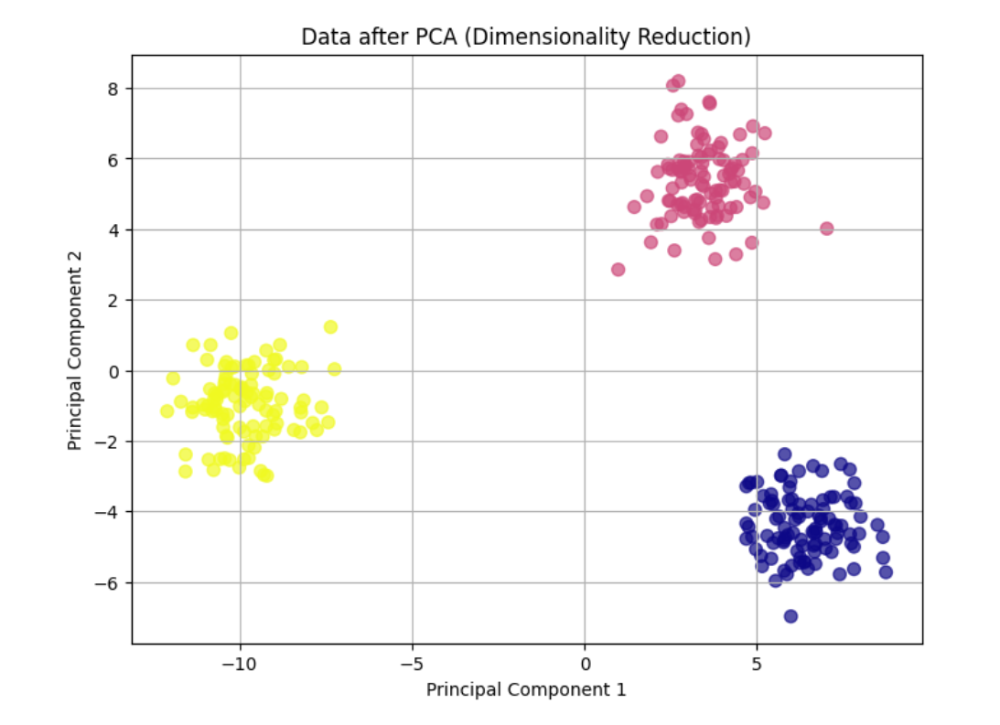 Data after PCA (Dimensionality Reduction)
8
6
4
2
0
−2
−4
−6
Principal Component 2
−10 −5 0 5
Principal Component 1